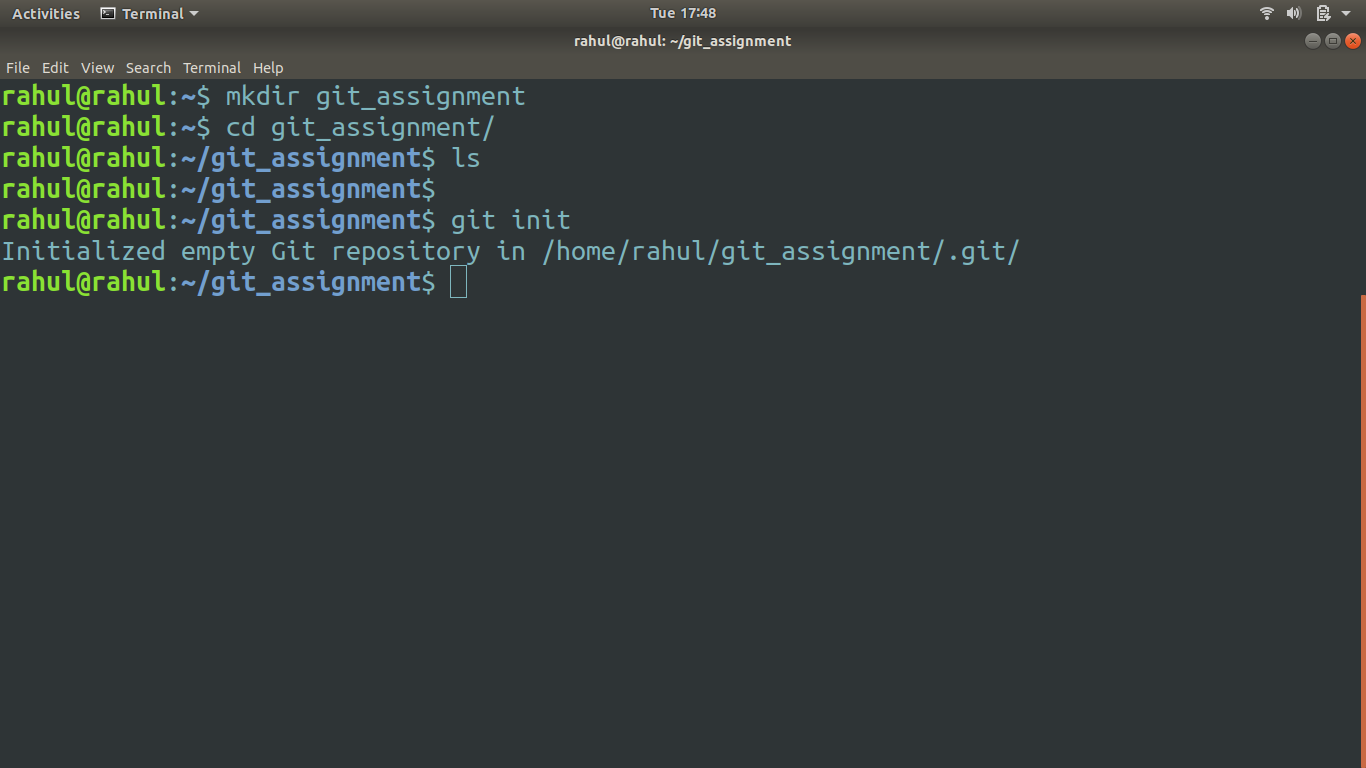 Activities Terminal Tue 17:48
rahul@rahul: ~/git_assignment
File Edit View Search Terminal Help
rahul@rahul:~$ mkdir git_assignment
rahul@rahul:~$ cd git_assignment/
rahul@rahul:~/git_assignment$ ls
rahul@rahul:~/git_assignment$
rahul@rahul:~/git_assignment$ git init
Initialized empty Git repository in /home/rahul/git_assignment/.git/
rahul@rahul:~/git_assignment$